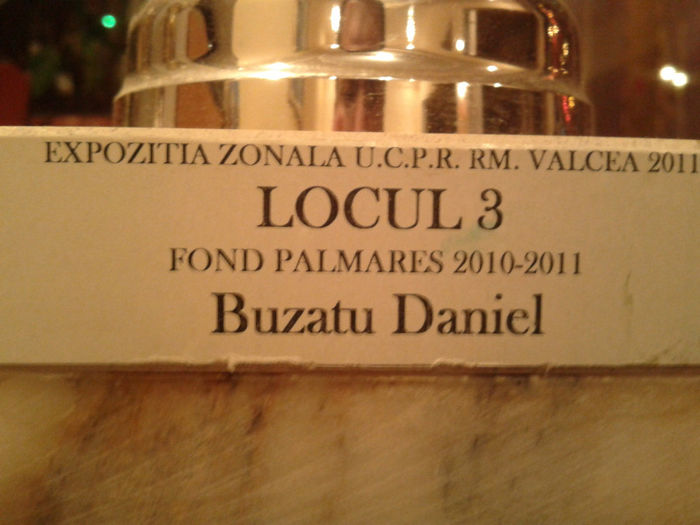 EXPOZITIA ZONALA U.C.P.R. RM. VALCEA 2011
LOCUL 3
FOND PALMARES 2010-2011
Buzatu Daniel